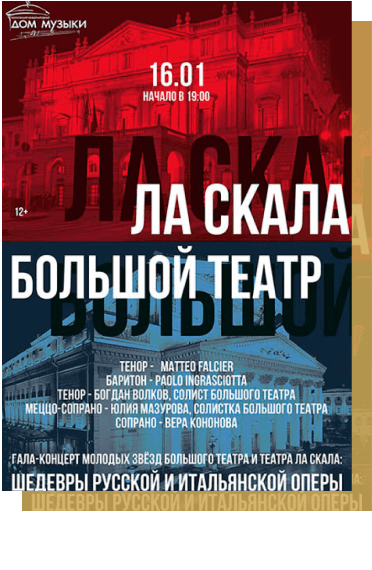 ДОМ МУЗЫКИ
16.01
НАЧАЛО В 19:00
ЛА СКАЛА
12+
ЛА СКАЛА
БОЛЬШОЙ ТЕАТР
БОЛЬШОЙ
ТЕНОР - MATTEO FALCIER
БАРИТОН - PAOLO INGRASCIOTTA
ТЕНОР - БОГДАН ВОЛКОВ, СОЛИСТ БОЛЬШОГО ТЕАТРА
МЕЦЦО-СОПРАНО - ЮЛИЯ МАЗУРОВА, СОЛИСТКА БОЛЬШОГО ТЕАТРА
СОПРАНО - ВЕРА КОНОНОВА
ГАЛА-КОНЦЕРТ МОЛОДЫХ ЗВЁЗД БОЛЬШОГО ТЕАТРА И ТЕАТРА ЛА СКАЛА:
ШЕДЕВРЫ РУССКОЙ И ИТАЛЬЯНСКОЙ ОПЕРЫ
ШЕДЕВРЫ РУССКОЙ И ИТАЛЬЯНСКОЙ ОПЕРЫ